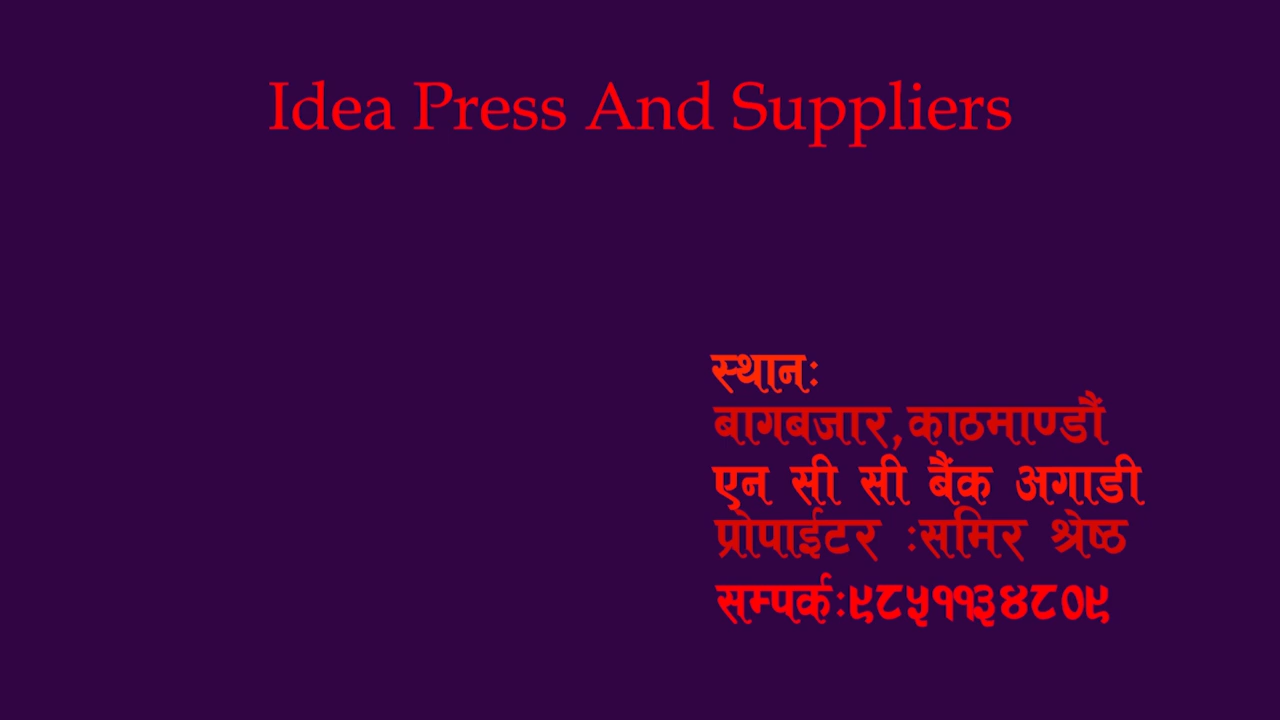 Idea Press And Suppliers
स्थानः
बागबजार,काठमाण्डौं
एन सी सी बैंक अगाडी
प्रोपाईटर :समिर श्रेष्ठ
सम्पर्क:९८५११३४८०९